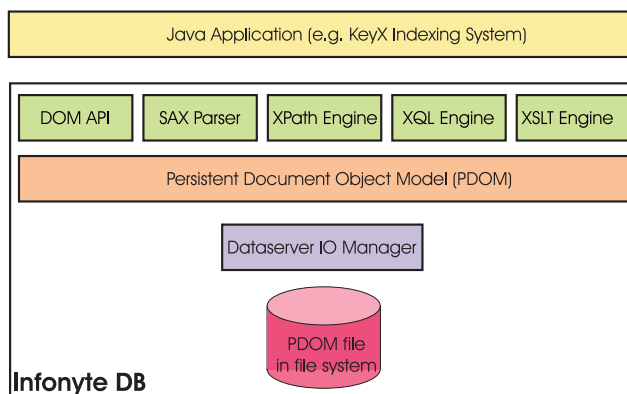 Java Application (e.g. KeyX Indexing System)
DOM API
SAX Parser
XPath Engine
XQL Engine
XSLT Engine
Persistent Document Object Model (PDOM)
Dataserver IO Manager
PDOM file
in file system
Infonyte DB